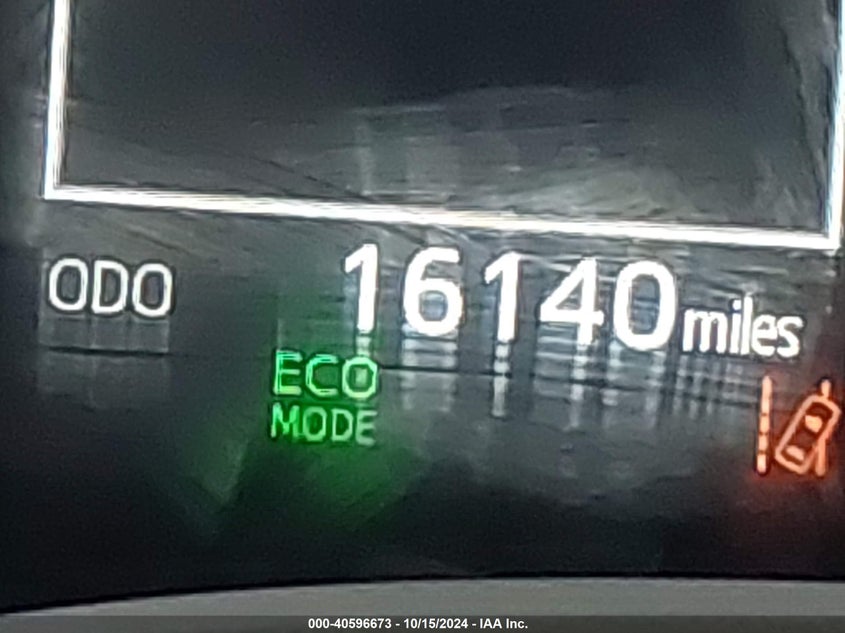 ODO 16140 miles
ECO
MODE
000-40596673 - 10/15/2024 - IAA Inc.